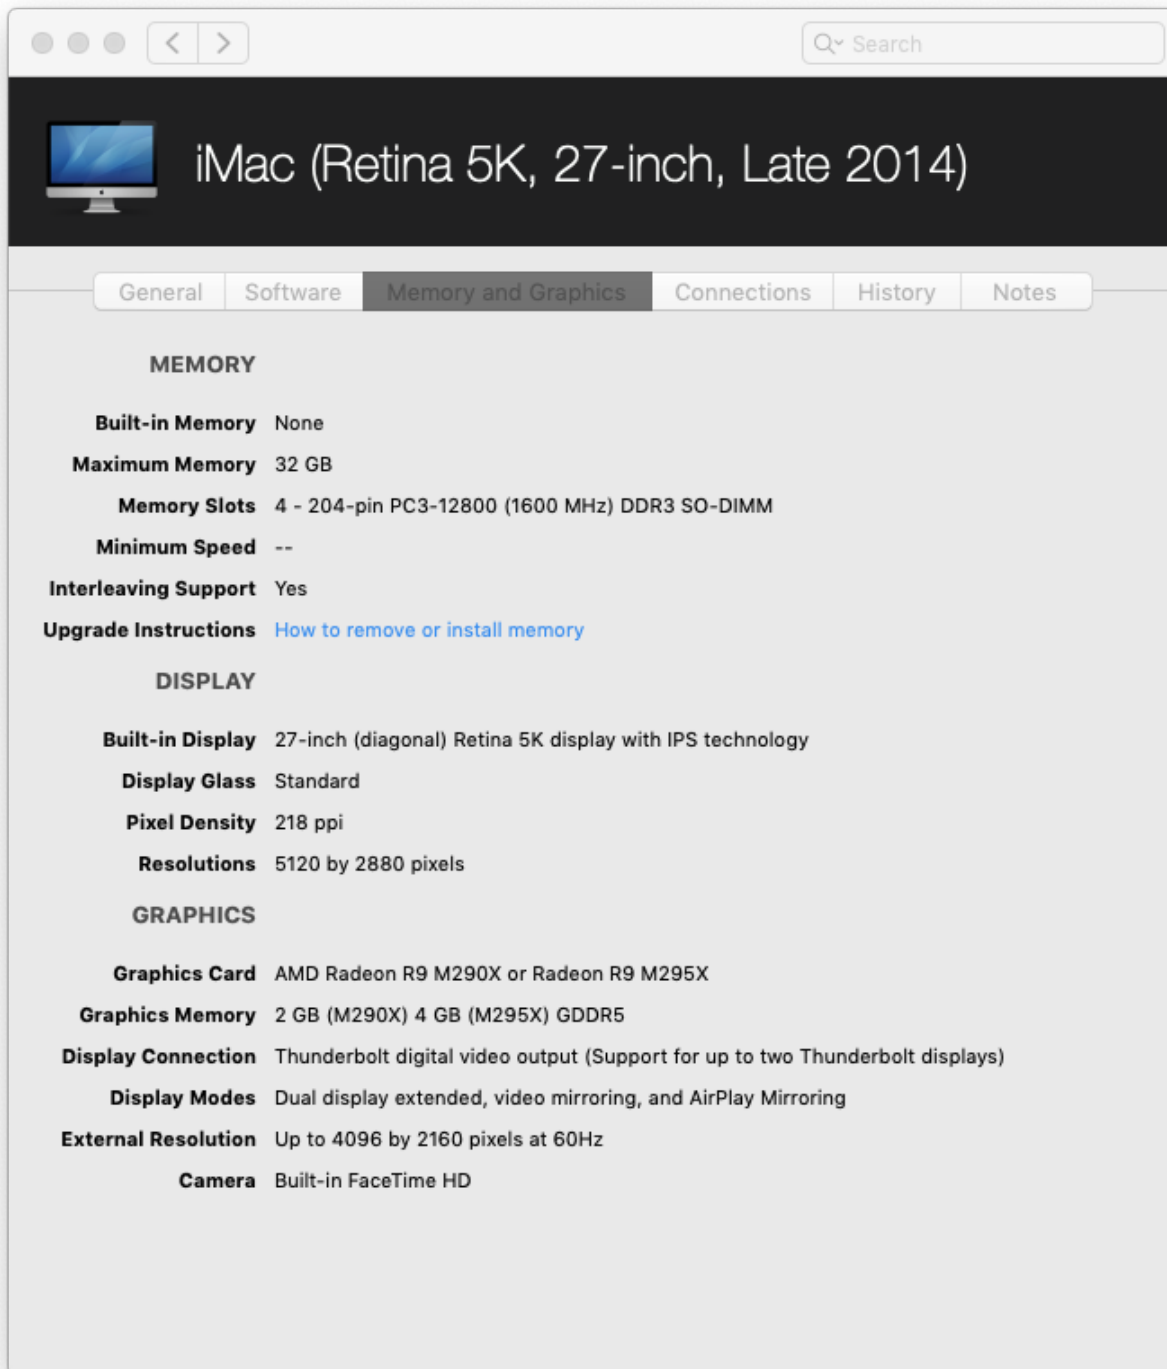 Search
iMac (Retina 5K, 27-inch, Late 2014)
General Software Memory and Graphics Connections History Notes
MEMORY
Built-in Memory None
Maximum Memory 32 GB
Memory Slots 4 - 204-pin PC3-12800 (1600 MHz) DDR3 SO-DIMM
Minimum Speed --
Interleaving Support Yes
Upgrade Instructions How to remove or install memory
DISPLAY
Built-in Display 27-inch (diagonal) Retina 5K display with IPS technology
Display Glass Standard
Pixel Density 218 ppi
Resolutions 5120 by 2880 pixels
GRAPHICS
Graphics Card AMD Radeon R9 M290X or Radeon R9 M295X
Graphics Memory 2 GB (M290X) 4 GB (M295X) GDDR5
Display Connection Thunderbolt digital video output (Support for up to two Thunderbolt displays)
Display Modes Dual display extended, video mirroring, and AirPlay Mirroring
External Resolution Up to 4096 by 2160 pixels at 60Hz
Camera Built-in FaceTime HD